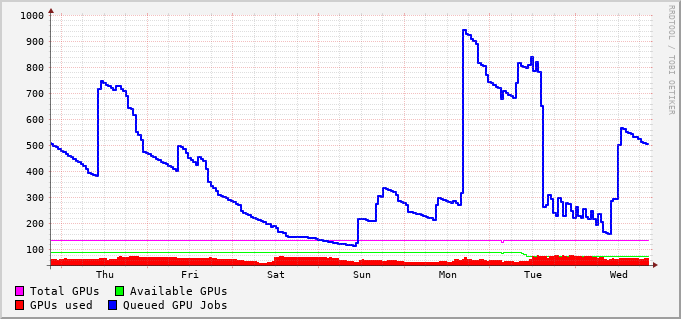 1000
900
800
700
600
500
400
300
200
100
Thu Fri Sat Sun Mon Tue Wed
Total GPUs Available GPUs
GPUs used Queued GPU Jobs
RRDTOOL / TOBI OETIKER